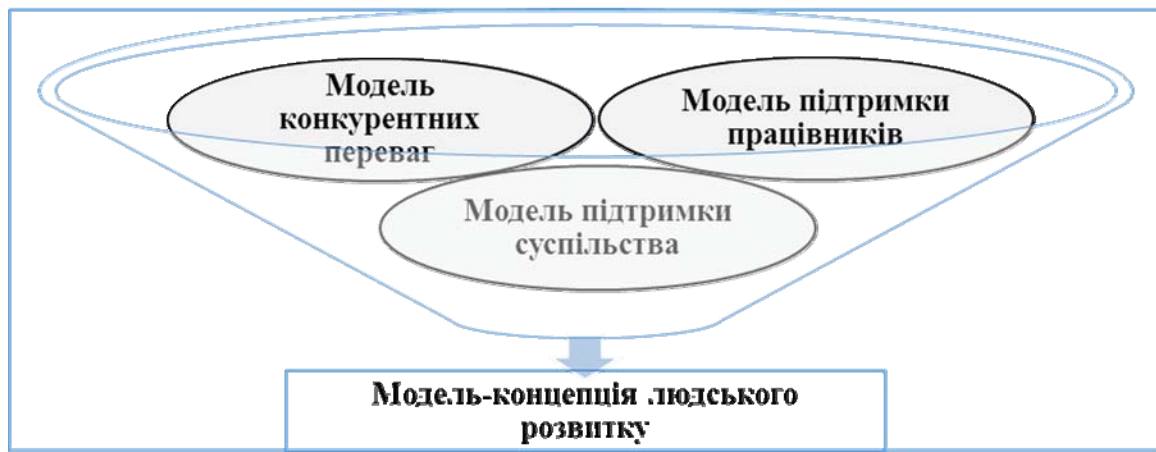 Модель
конкурентних
переваг
Модель підтримки
працівників
Модель підтримки
суспільства
Модель-концепція людського
розвитку